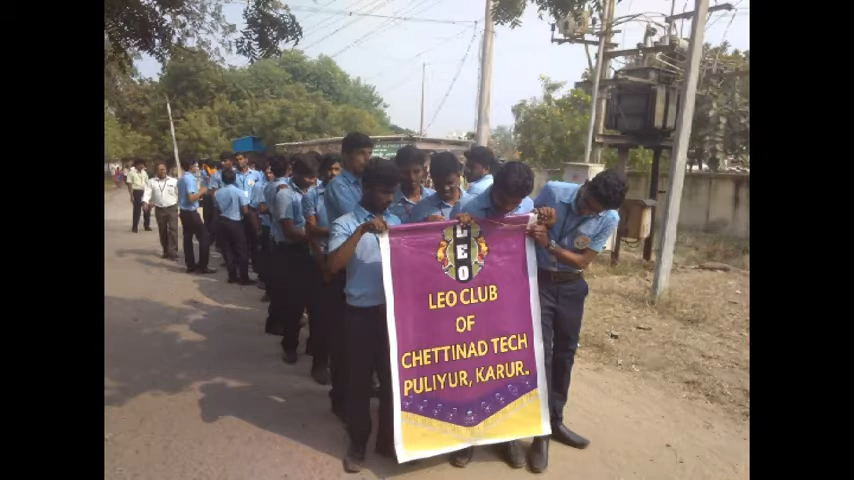 LEO
LEO CLUB
OF
CHETTINAD TECH
PULIYUR, KARUR.